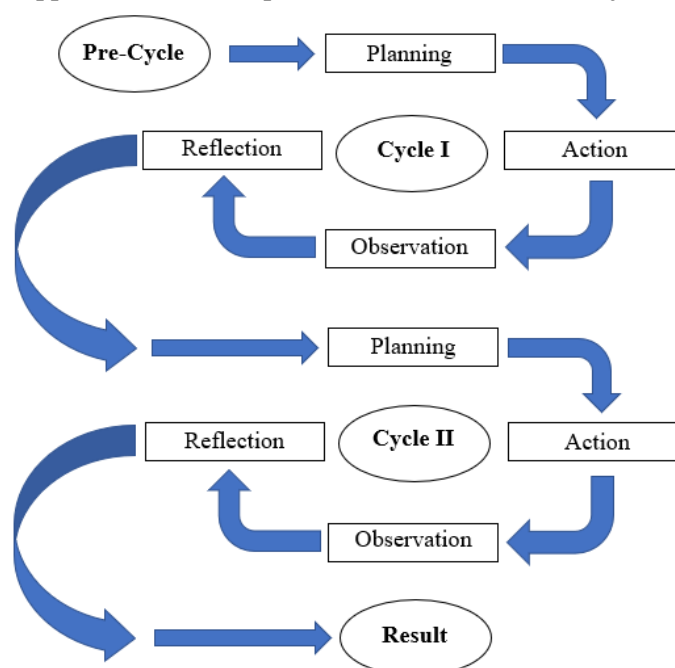 Pre-Cycle
Planning
Reflection
Cycle I
Action
Observation
Planning
Reflection
Cycle II
Action
Observation
Result